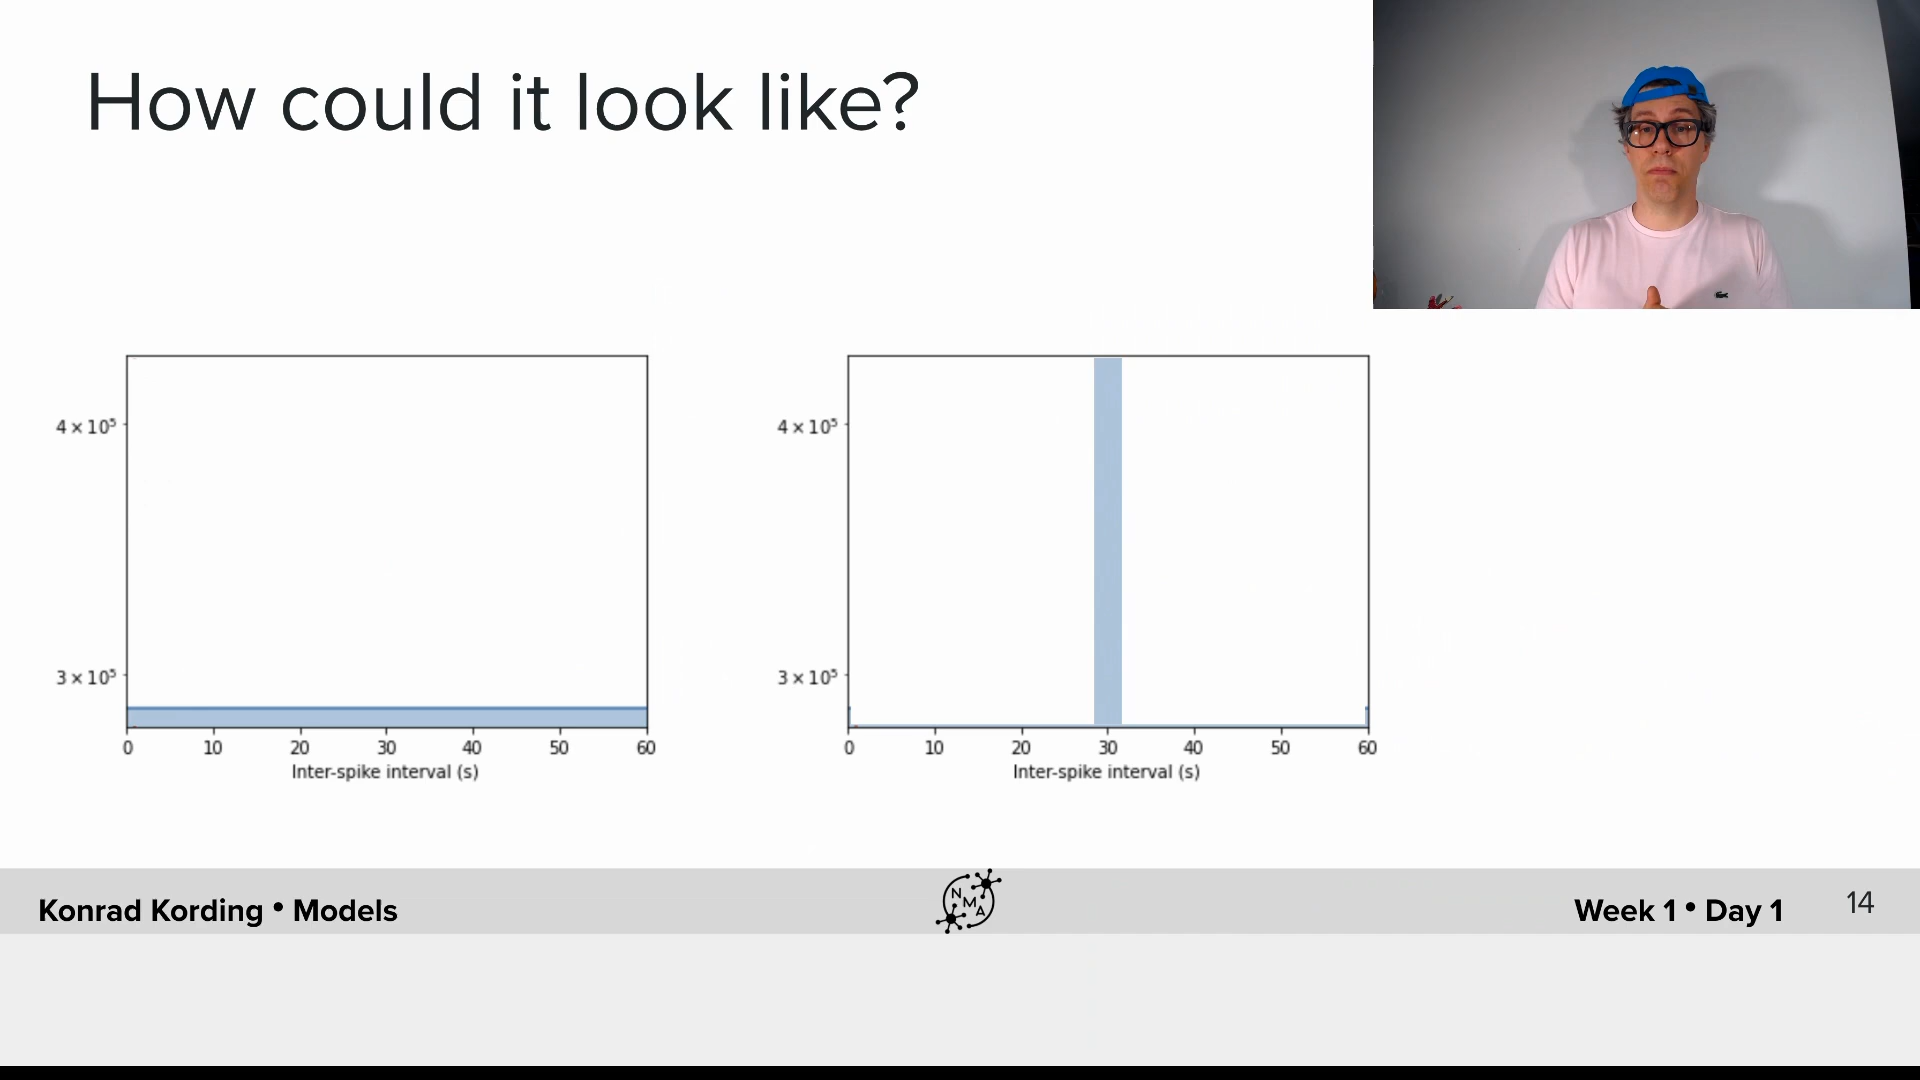 How could it look like?
4 × 10⁵
3 × 10⁵
0 10 20 30 40 50 60
Inter-spike interval (s)
4 × 10⁵
3 × 10⁵
0 10 20 30 40 50 60
Inter-spike interval (s)
Konrad Kording • Models
N
M
A
Week 1 • Day 1
14